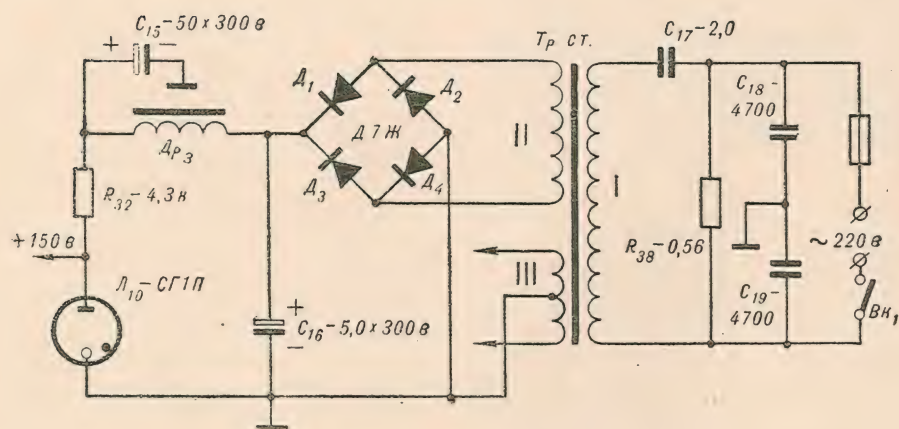 C15-50×300 в
+ −
Др3
R32-4,3 к
+150 в
Л10-СГ1П
+
−
C16-5,0×300 в
Д1
Д2
Д7Ж
Д3
Д4
Тр ст.
II
III
I
C17-2,0
C18-
4700
R38-0,56
C19-
4700
~ 220 в
Вк1